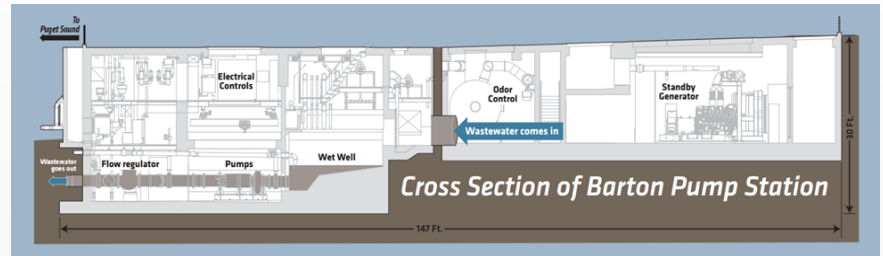 To
Puget Sound
Electrical
Controls
Odor
Control
Standby
Generator
Wastewater comes in
30 Ft.
Wastewater
goes out
Flow regulator
Pumps
Wet Well
Cross Section of Barton Pump Station
147 Ft.